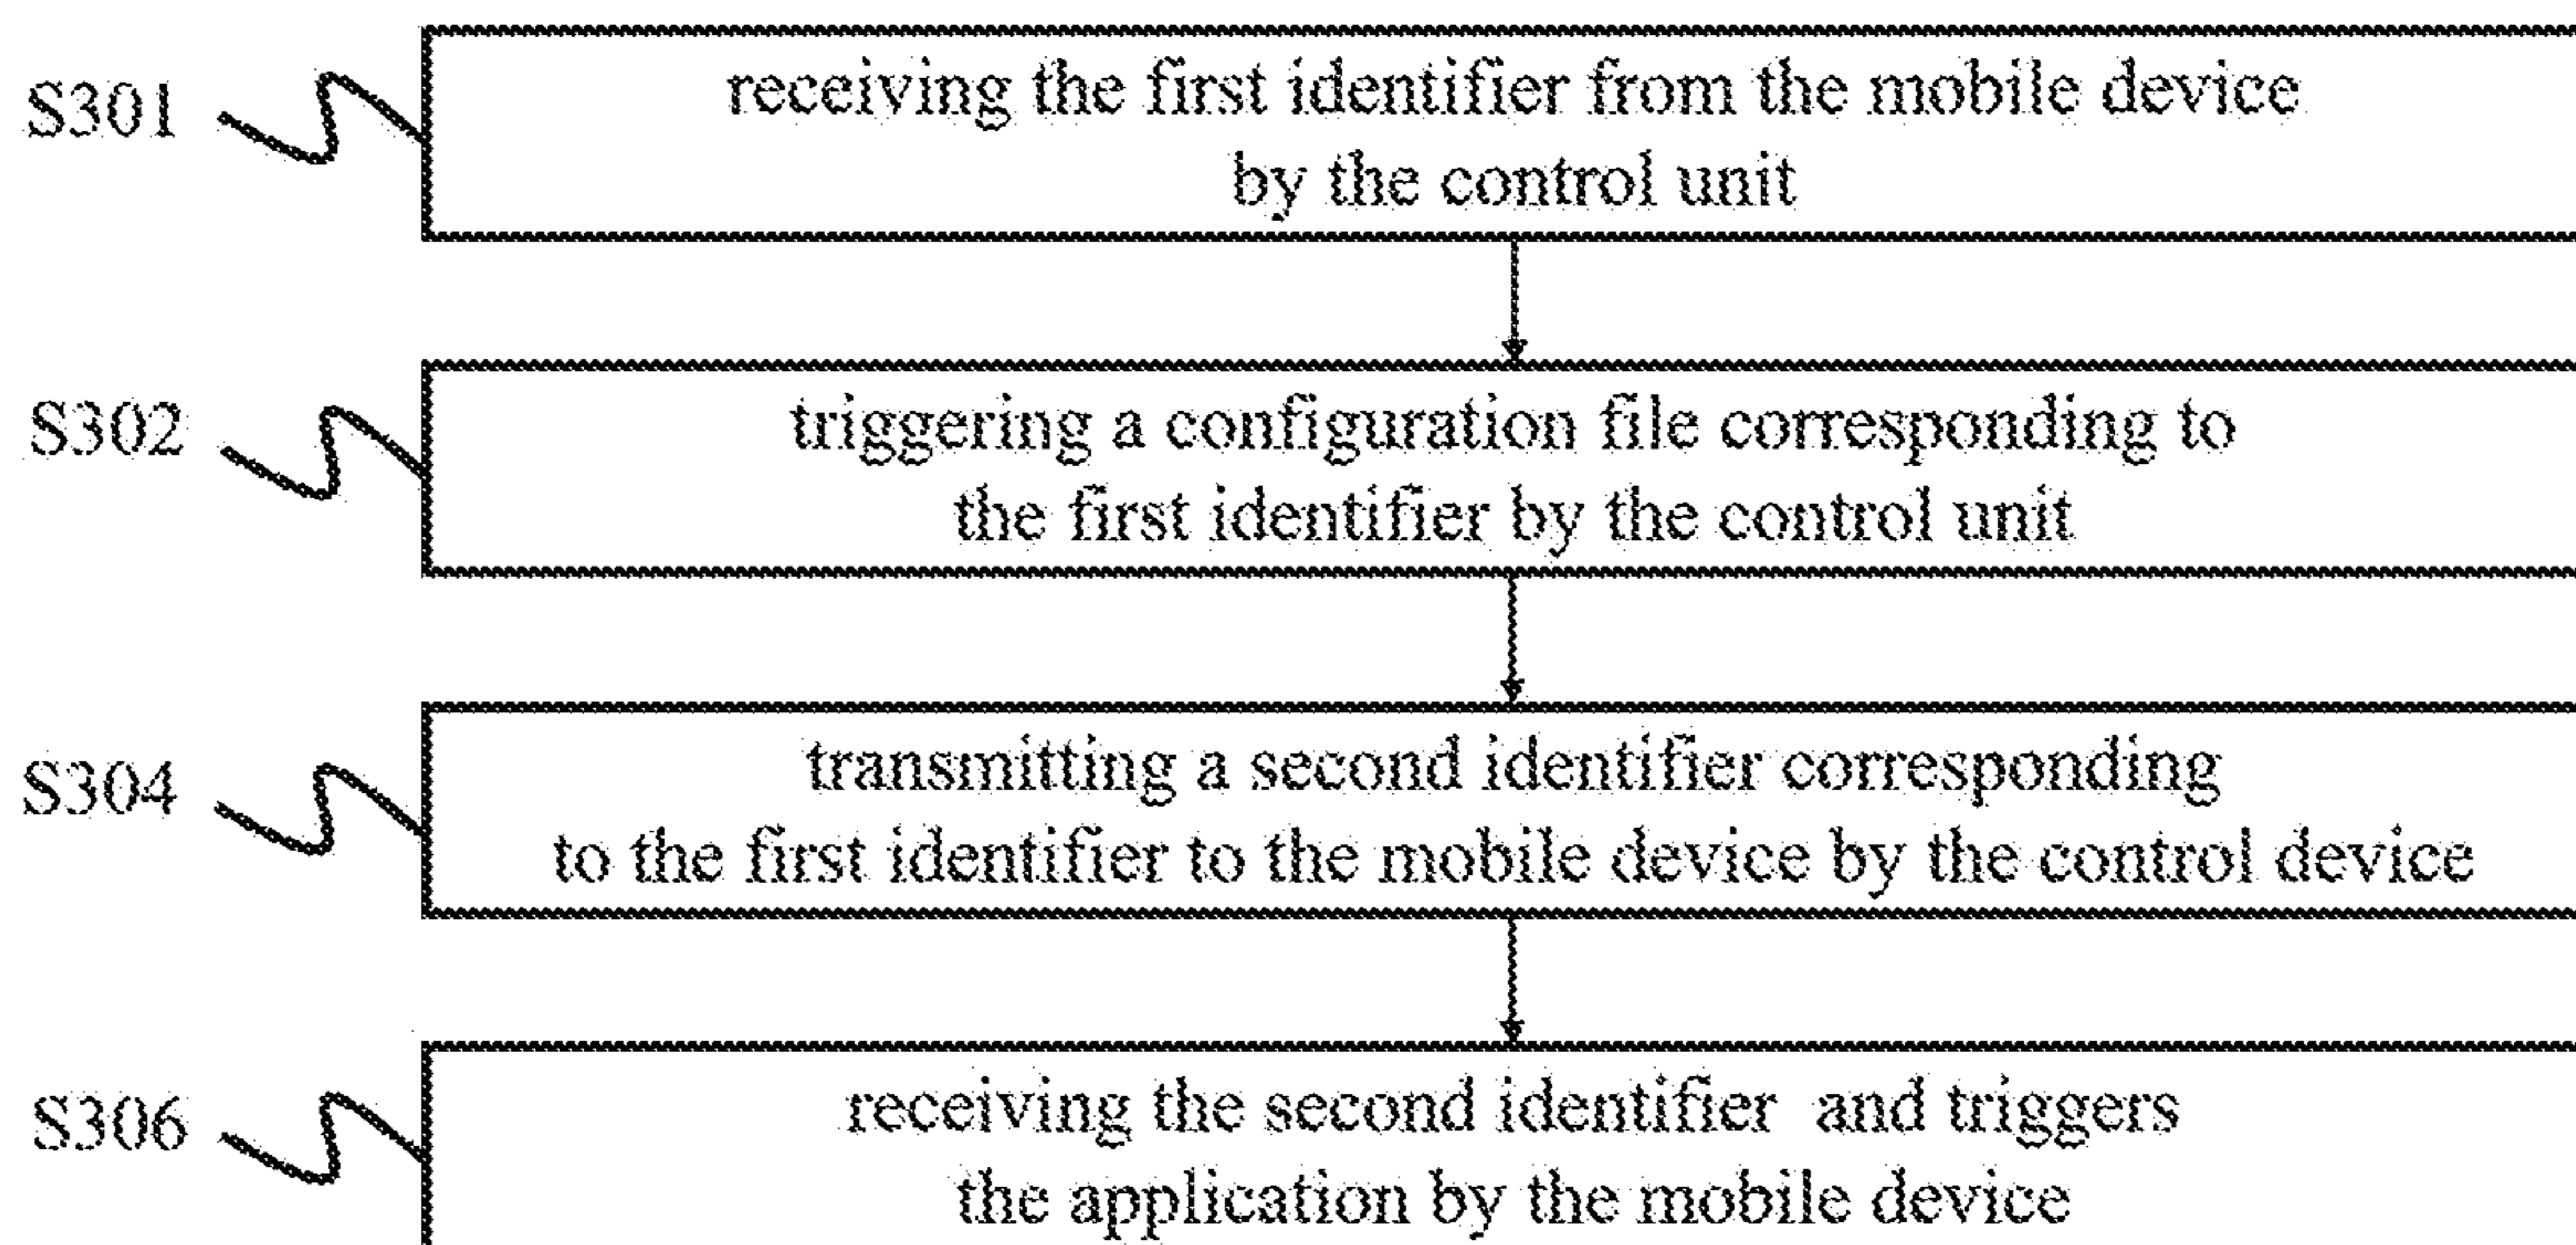 S301
receiving the first identifier from the mobile device
by the control unit
S302
triggering a configuration file corresponding to
the first identifier by the control unit
S304
transmitting a second identifier corresponding
to the first identifier to the mobile device by the control device
S306
receiving the second identifier and triggers
the application by the mobile device